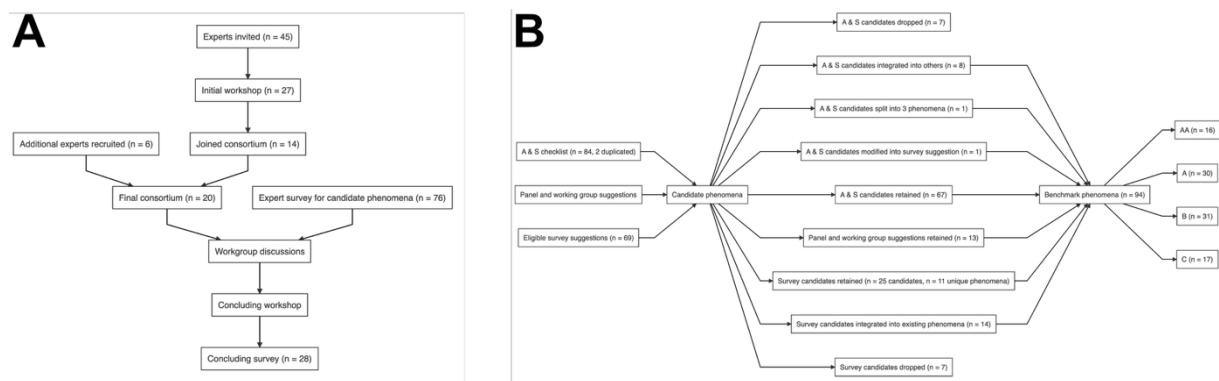 A
Experts invited (n = 45)
Initial workshop (n = 27)
Additional experts recruited (n = 6)
Joined consortium (n = 14)
Final consortium (n = 20)
Expert survey for candidate phenomena (n = 76)
Workgroup discussions
Concluding workshop
Concluding survey (n = 28)
B
A & S checklist (n = 84, 2 duplicated)
Panel and working group suggestions
Eligible survey suggestions (n = 69)
Candidate phenomena
A & S candidates dropped (n = 7)
A & S candidates integrated into others (n = 8)
A & S candidates split into 3 phenomena (n = 1)
A & S candidates modified into survey suggestion (n = 1)
A & S candidates retained (n = 67)
Panel and working group suggestions retained (n = 13)
Survey candidates retained (n = 25 candidates, n = 11 unique phenomena)
Survey candidates integrated into existing phenomena (n = 14)
Survey candidates dropped (n = 7)
Benchmark phenomena (n = 94)
AA (n = 16)
A (n = 30)
B (n = 31)
C (n = 17)